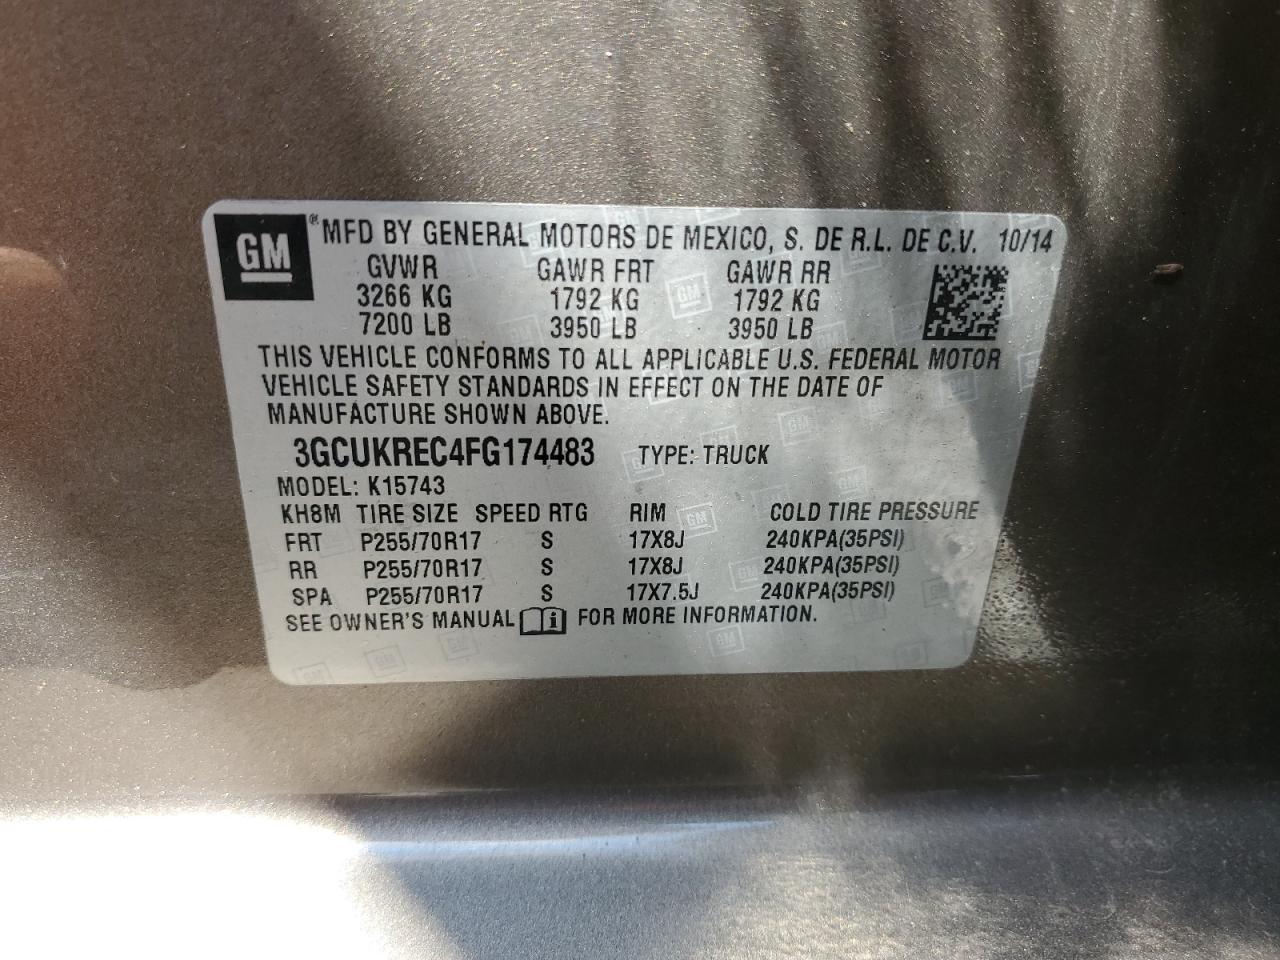 GM ® MFD BY GENERAL MOTORS DE MEXICO, S. DE R.L. DE C.V. 10/14
GVWR GAWR FRT GAWR RR
3266 KG 1792 KG 1792 KG
7200 LB 3950 LB 3950 LB
THIS VEHICLE CONFORMS TO ALL APPLICABLE U.S. FEDERAL MOTOR
VEHICLE SAFETY STANDARDS IN EFFECT ON THE DATE OF
MANUFACTURE SHOWN ABOVE.
3GCUKREC4FG174483 TYPE: TRUCK
MODEL: K15743
KH8M TIRE SIZE SPEED RTG RIM COLD TIRE PRESSURE
FRT P255/70R17 S 17X8J 240KPA(35PSI)
RR P255/70R17 S 17X8J 240KPA(35PSI)
SPA P255/70R17 S 17X7.5J 240KPA(35PSI)
SEE OWNER'S MANUAL i FOR MORE INFORMATION.